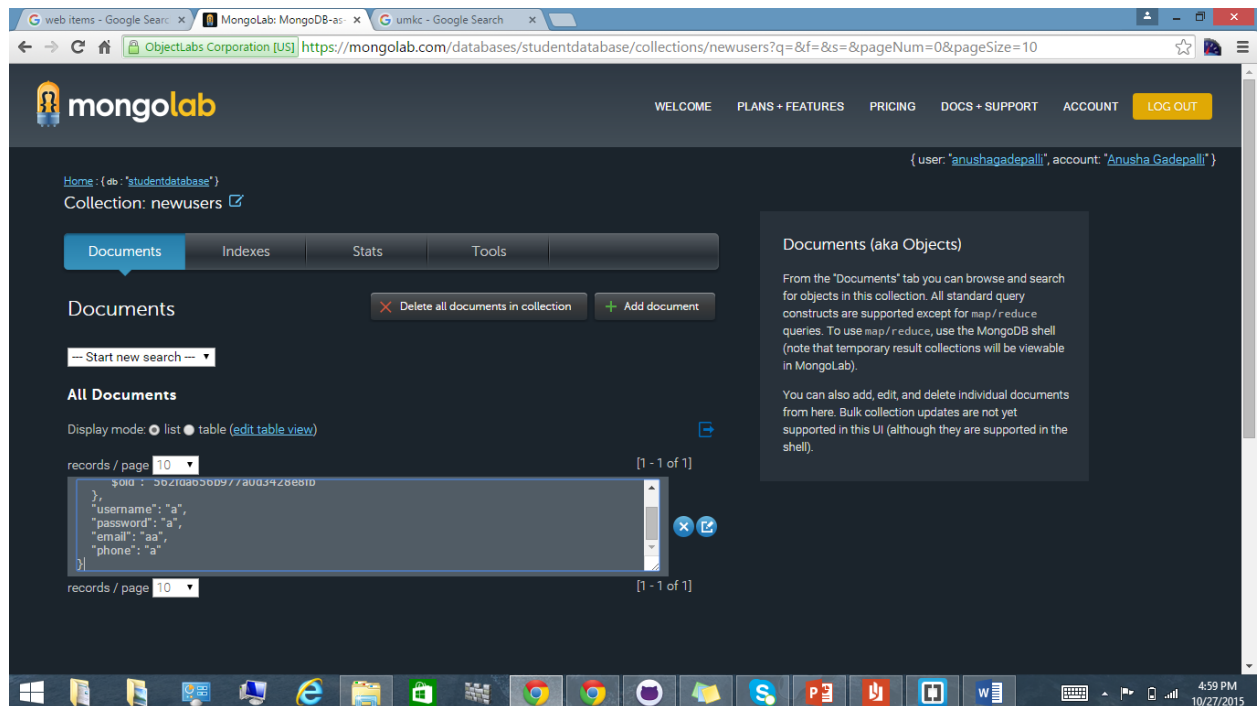 web items - Google Searc
MongoLab: MongoDB-as-
umkc - Google Search
ObjectLabs Corporation [US] https://mongolab.com/databases/studentdatabase/collections/newusers?q=&f=&s=&pageNum=0&pageSize=10
mongolab
WELCOME PLANS + FEATURES PRICING DOCS + SUPPORT ACCOUNT LOG OUT
{ user: "anushagadepalli", account: "Anusha Gadepalli" }
Home : { db : "studentdatabase" }
Collection: newusers
Documents Indexes Stats Tools
Documents
Delete all documents in collection
Add document
--- Start new search ---
All Documents
Display mode: list table (edit table view)
records / page 10 [1 - 1 of 1]
},
"username": "a",
"password": "a",
"email": "aa",
"phone": "a"
}
records / page 10 [1 - 1 of 1]
Documents (aka Objects)
From the "Documents" tab you can browse and search
for objects in this collection. All standard query
constructs are supported except for map/reduce
queries. To use map/reduce, use the MongoDB shell
(note that temporary result collections will be viewable
in MongoLab).
You can also add, edit, and delete individual documents
from here. Bulk collection updates are not yet
supported in this UI (although they are supported in the
shell).
4:59 PM
10/27/2015